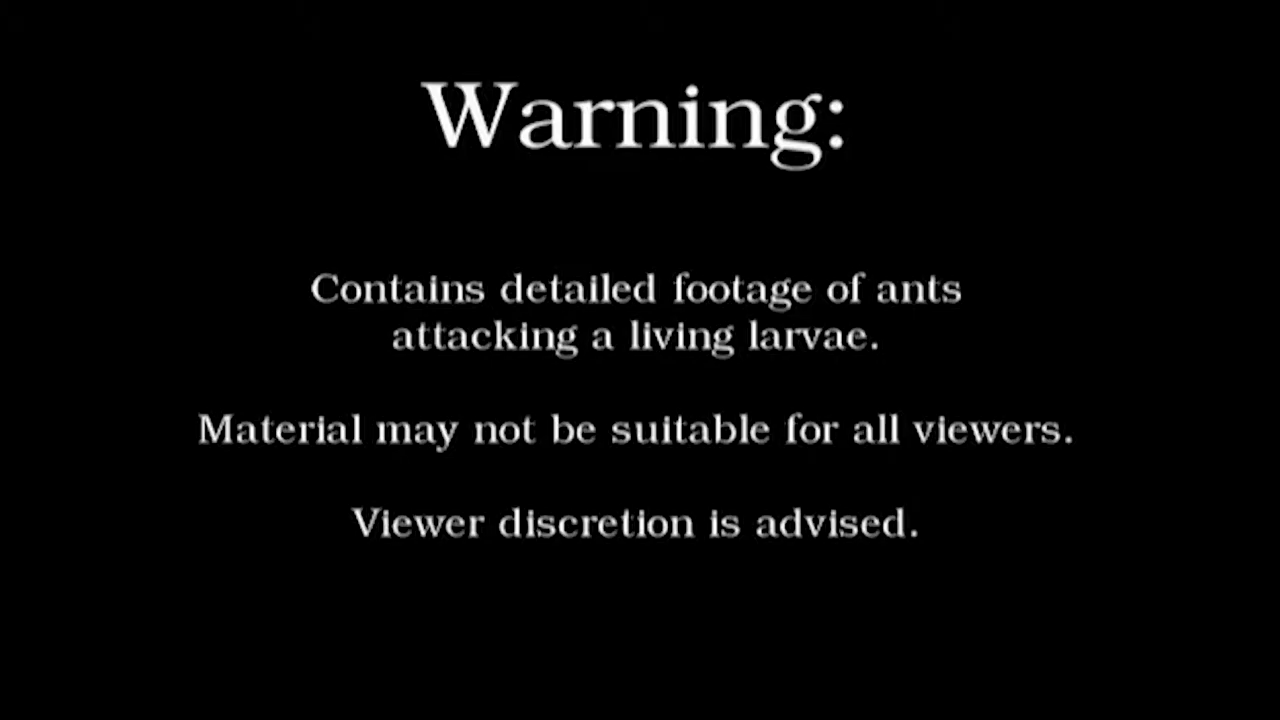 Warning:
Contains detailed footage of ants
attacking a living larvae.
Material may not be suitable for all viewers.
Viewer discretion is advised.